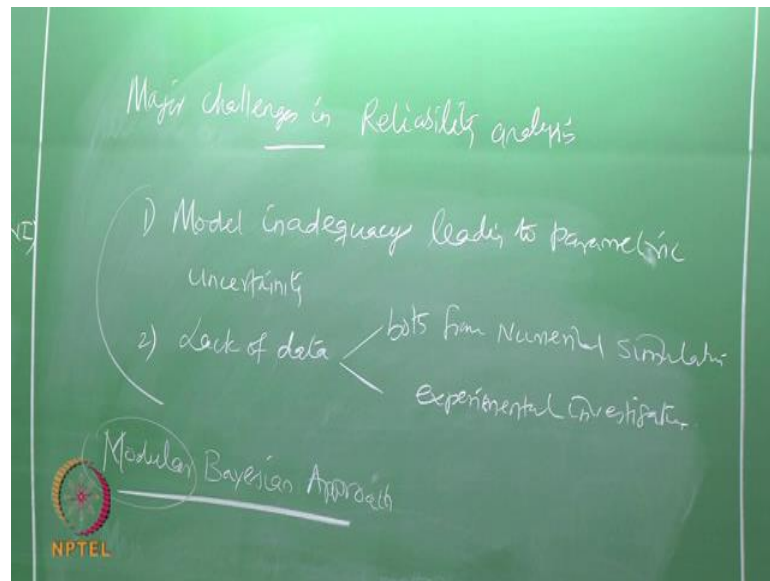 Major challenges in Reliability analysis
VI)
1) Model inadequacy leading to parametric
uncertainty
2) Lack of data
both from Numerical Simulation
experimental investigation
Modular Bayesian Approach
NPTEL